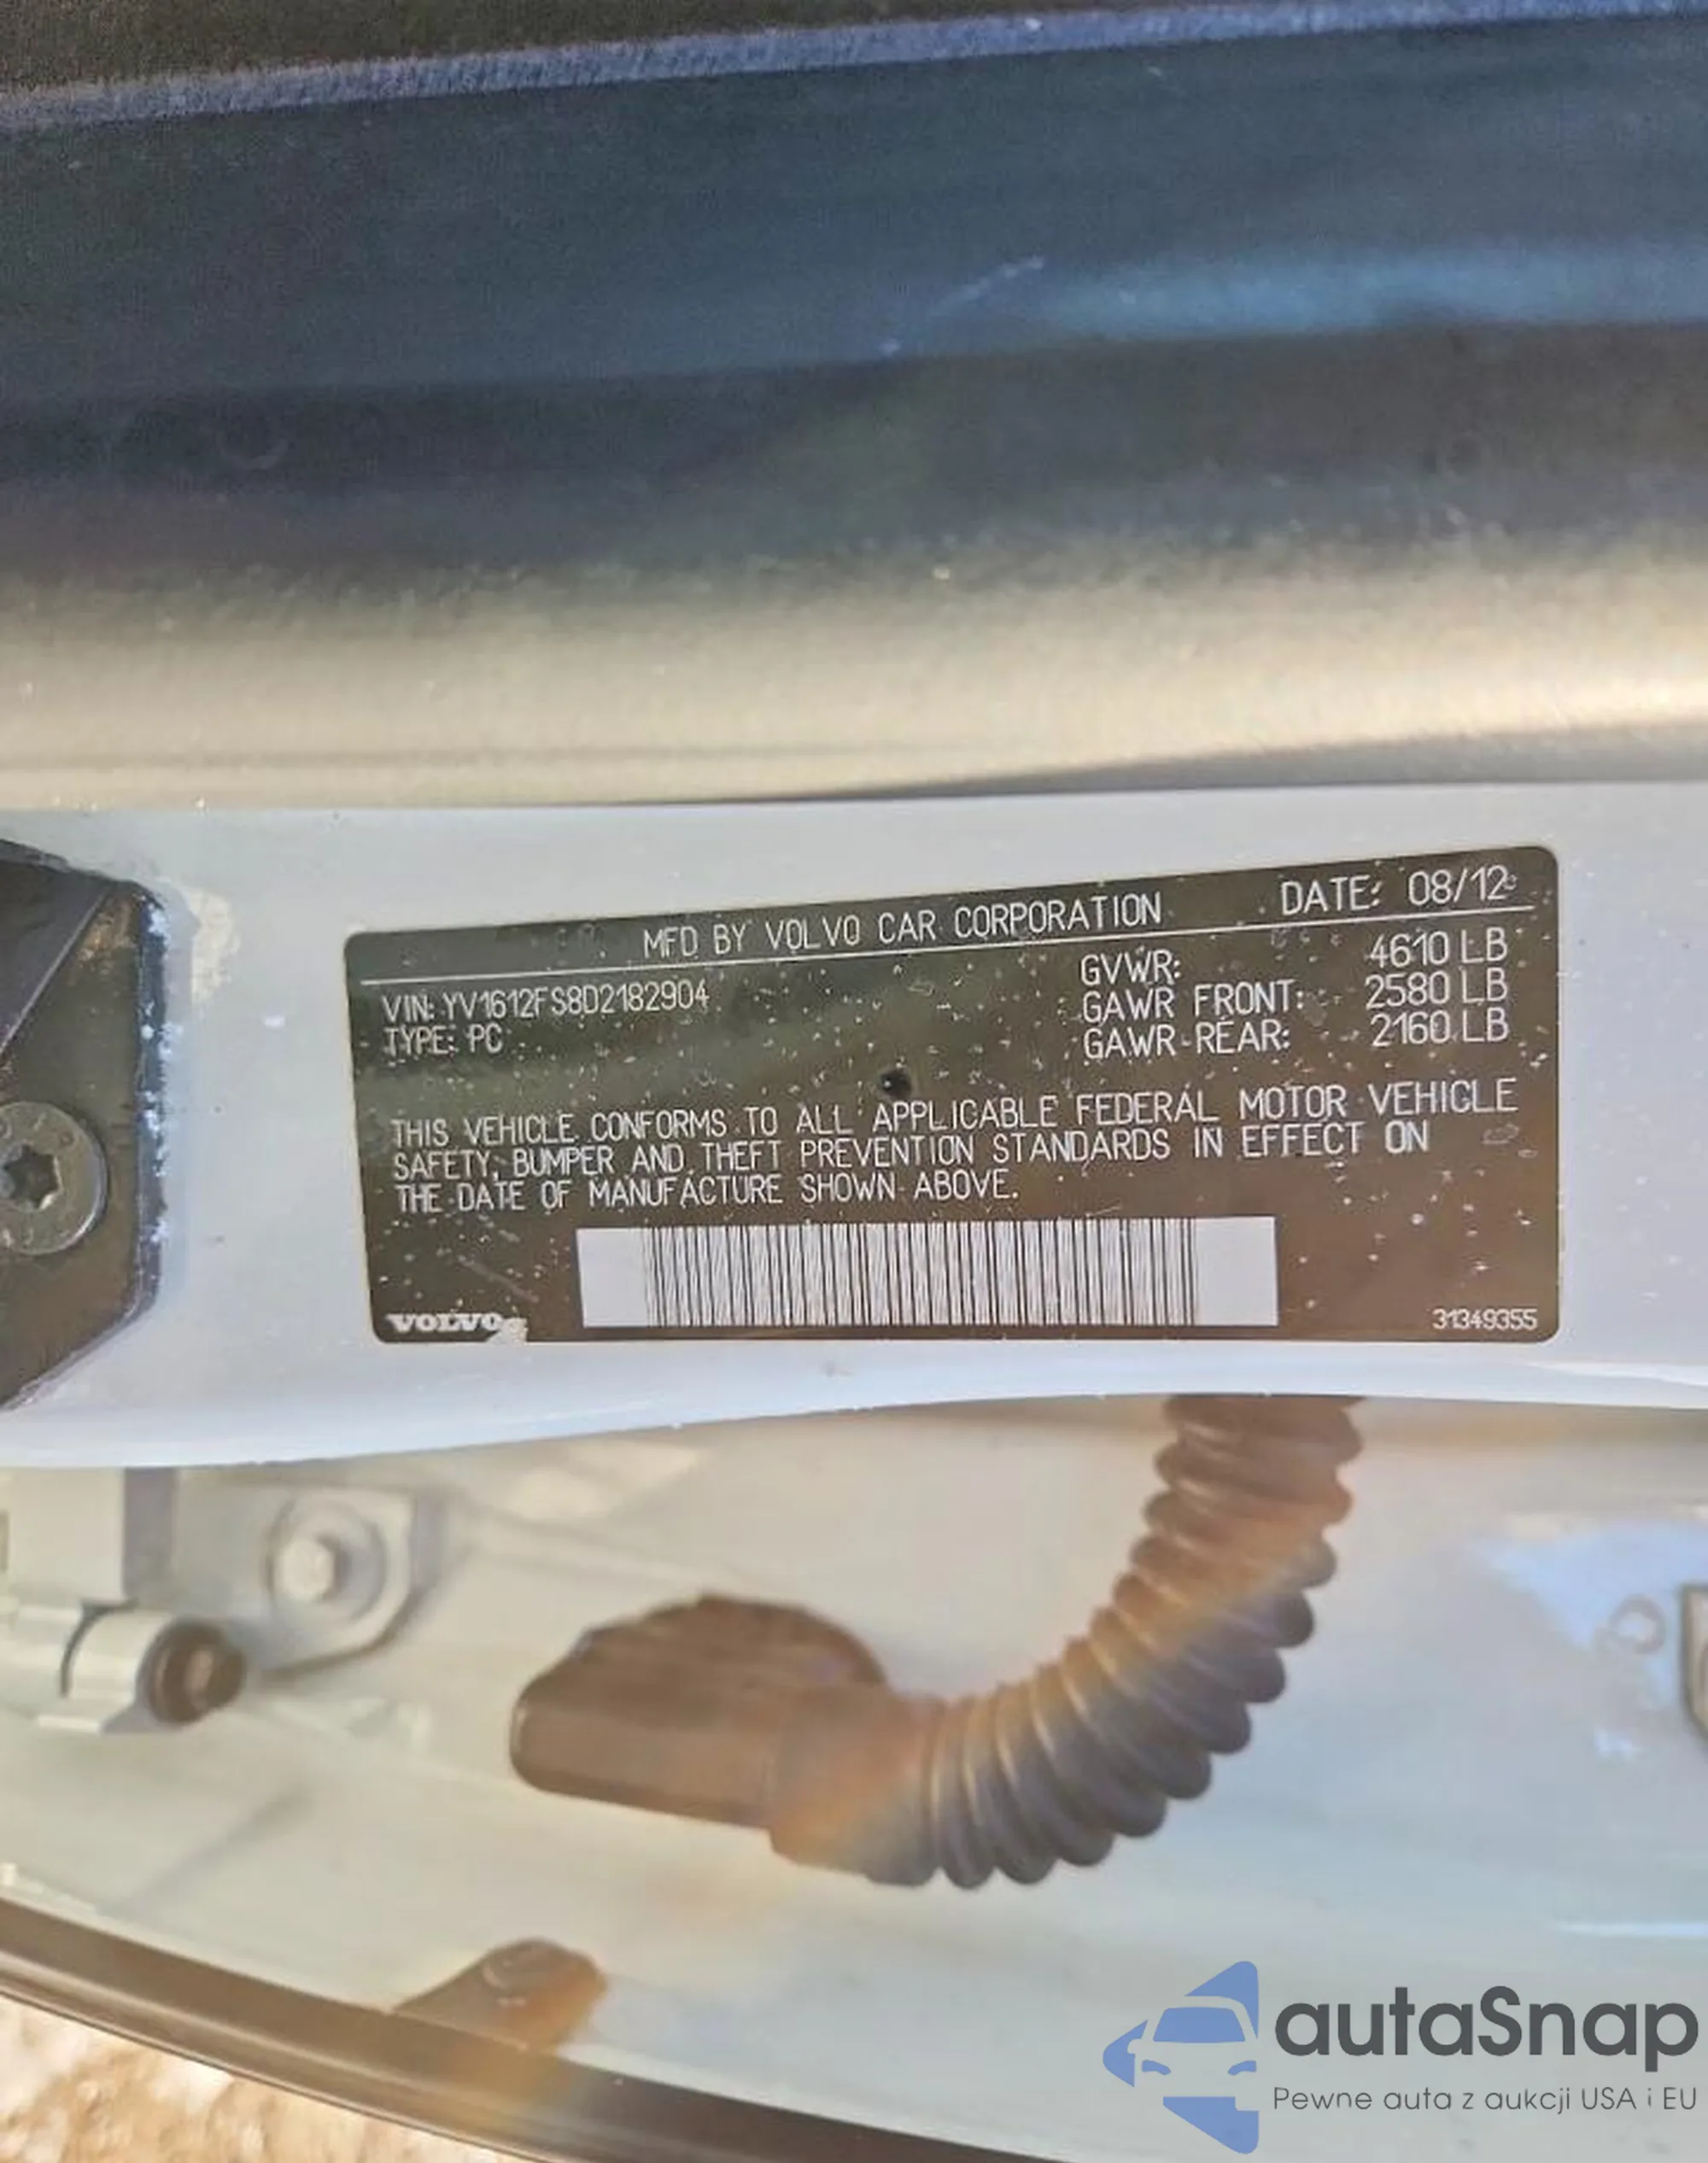 MFD BY VOLVO CAR CORPORATION DATE: 08/12
VIN: YV1612FS8D2182904 GVWR: 4610 LB
TYPE: PC GAWR FRONT: 2580 LB
GAWR REAR: 2160 LB
THIS VEHICLE CONFORMS TO ALL APPLICABLE FEDERAL MOTOR VEHICLE
SAFETY, BUMPER AND THEFT PREVENTION STANDARDS IN EFFECT ON
THE DATE OF MANUFACTURE SHOWN ABOVE.
VOLVO 31349355
autaSnap
Pewne auta z aukcji USA i EU